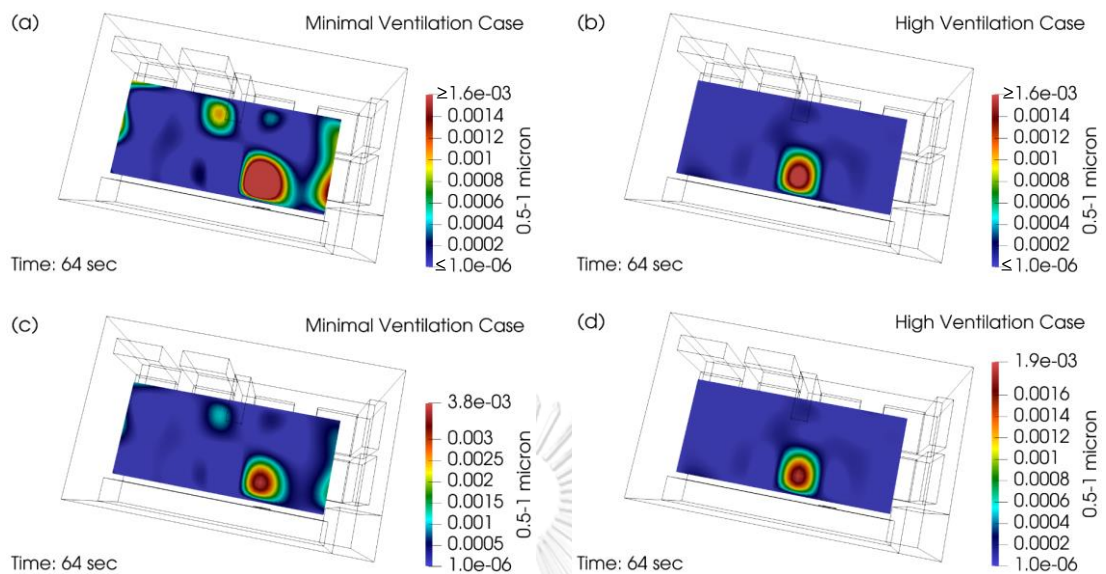 (a) Minimal Ventilation Case
≥1.6e-03
0.0014
0.0012
0.001
0.0008
0.0006
0.0004
0.0002
≤1.0e-06
0.5-1 micron
Time: 64 sec
(b) High Ventilation Case
≥1.6e-03
0.0014
0.0012
0.001
0.0008
0.0006
0.0004
0.0002
≤1.0e-06
0.5-1 micron
Time: 64 sec
(c) Minimal Ventilation Case
3.8e-03
0.003
0.0025
0.002
0.0015
0.001
0.0005
1.0e-06
0.5-1 micron
Time: 64 sec
(d) High Ventilation Case
1.9e-03
0.0016
0.0014
0.0012
0.001
0.0008
0.0006
0.0004
0.0002
1.0e-06
0.5-1 micron
Time: 64 sec